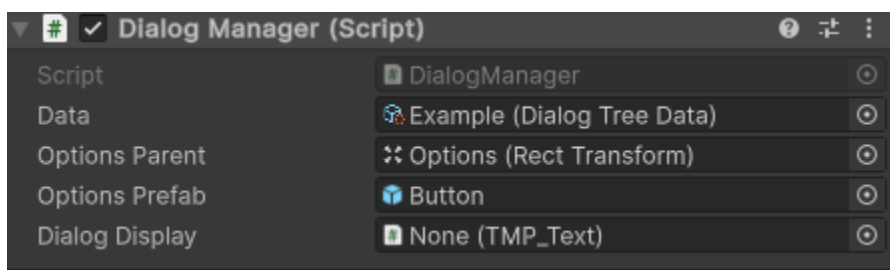 Dialog Manager (Script)
Script DialogManager
Data Example (Dialog Tree Data)
Options Parent Options (Rect Transform)
Options Prefab Button
Dialog Display None (TMP_Text)